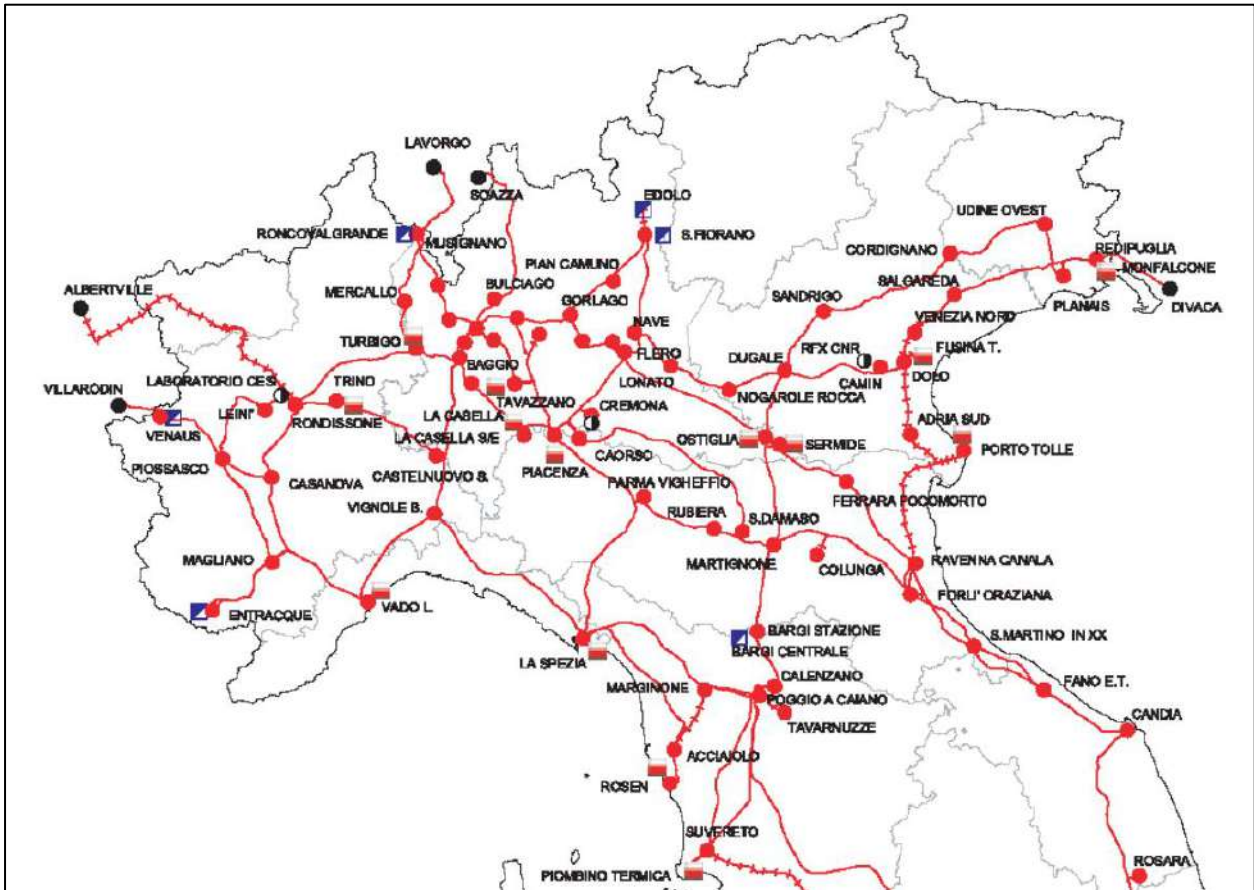 LAVORGO
SOAZZA
EDOLO
UDINE OVEST
RONCOVALGRANDE
MUSIGNANO
S.FIORANO
CORDIGNANO
REDIPUGLIA
PIAN CAMUNO
MONFALCONE
ALBERTVILLE
MERCALLO
BULCIAGO
GORLAGO
SALGAREDA
SANDRIGO
PLANAIS
DIVACA
VENEZIA NORD
TURBIGO
NAVE
RFX CNR
FUSINA T.
BAGGIO
FLERO
DUGALE
DOLO
VILLARODIN
LABORATORIO CESI
TRINO
LONATO
CAMIN
TAVAZZANO
NOGAROLE ROCCA
LEINI'
LA CASELLA
CREMONA
VENAUS
RONDISSONE
ADRIA SUD
LA CASELLA S/E
OSTIGLIA
SERMIDE
PORTO TOLLE
PIOSSASCO
CASTELNUOVO S.
PIACENZA
CAORSO
CASANOVA
PARMA VIGHEFFIO
FERRARA FOCOMORTO
VIGNOLE B.
RUBIERA
S.DAMASO
MAGLIANO
MARTIGNONE
COLUNGA
RAVENNA CANALA
FORLI' ORAZIANA
ENTRACQUE
VADO L.
BARGI STAZIONE
S.MARTINO IN XX
LA SPEZIA
BARGI CENTRALE
MARGINONE
CALENZANO
FANO E.T.
POGGIO A CAIANO
CANDIA
TAVARNUZZE
ACCIAIOLO
ROSEN
SUVERETO
ROSARA
PIOMBINO TERMICA